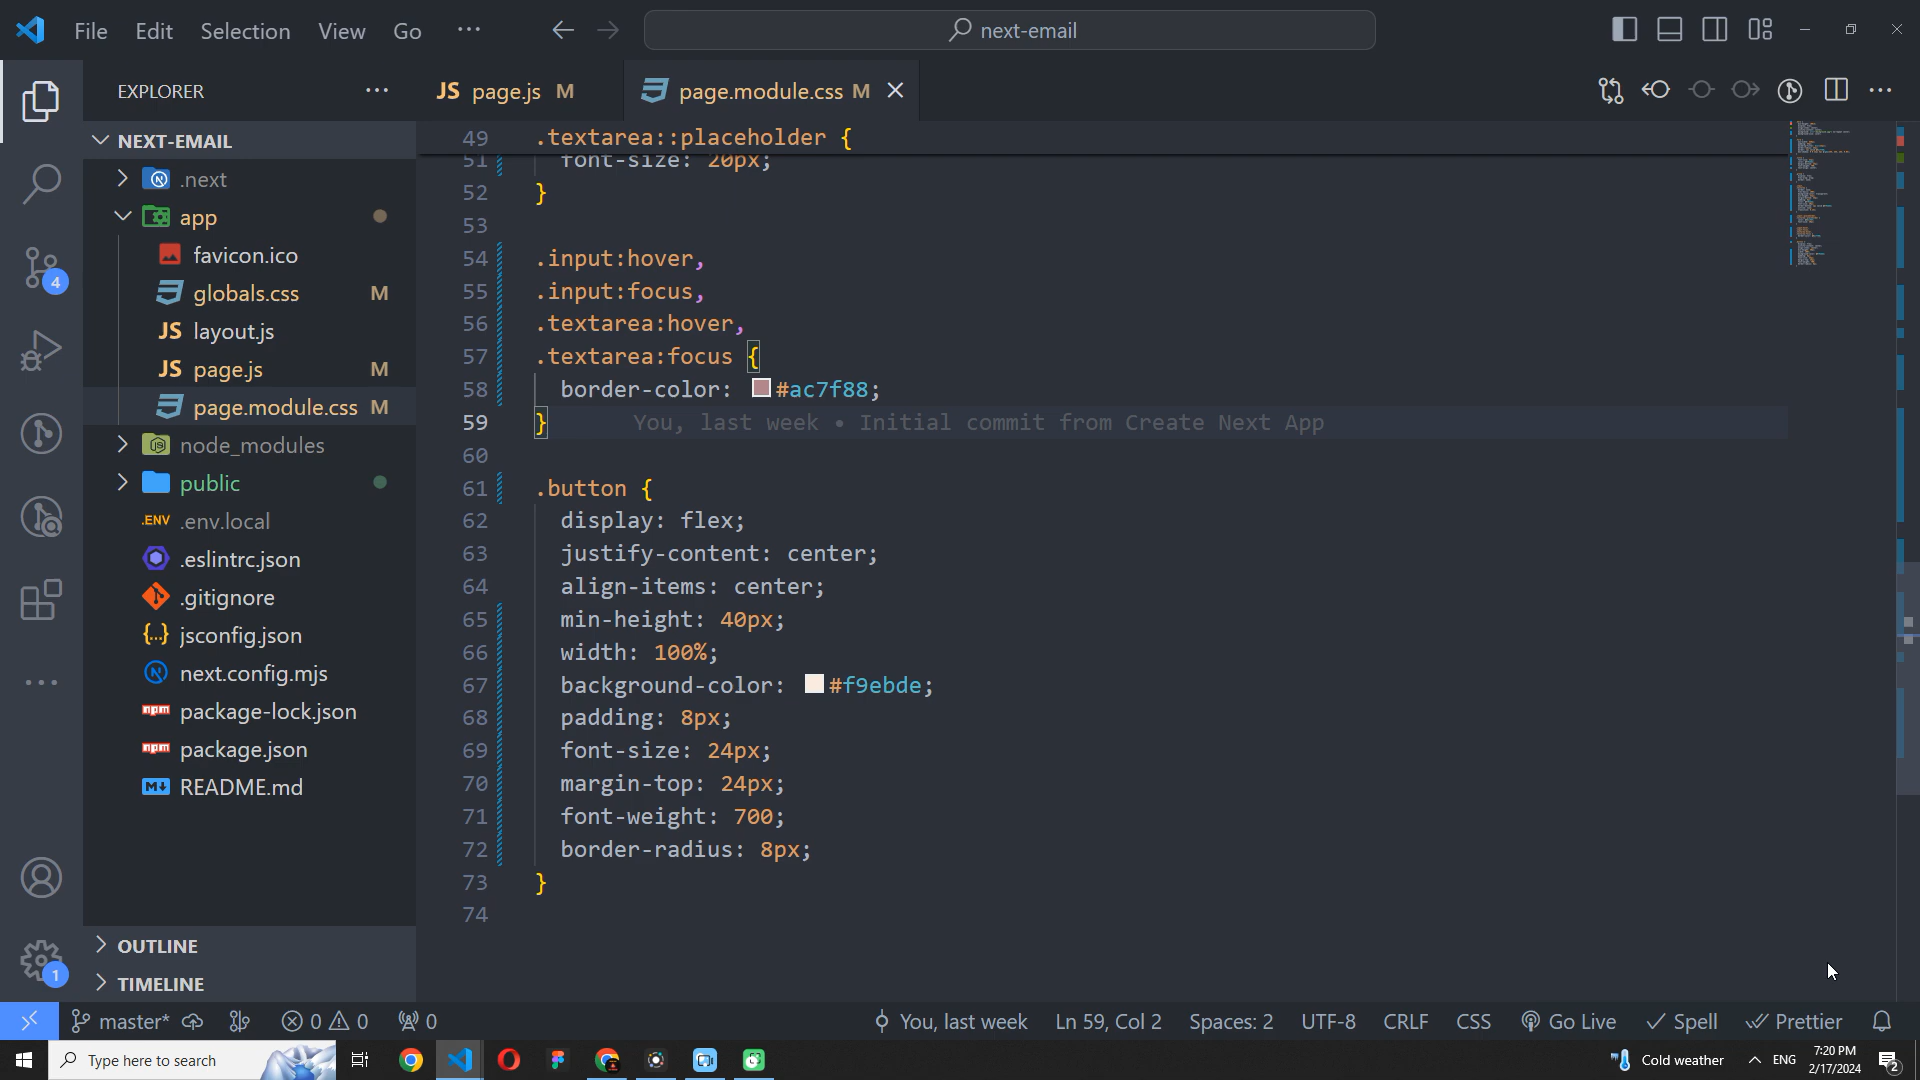 File Edit Selection View Go ··· next-email
EXPLORER ···
JS page.js M page.module.css M
NEXT-EMAIL
.next
app
favicon.ico
globals.css M
JS layout.js
JS page.js M
page.module.css M
node_modules
public
.ENV .env.local
.eslintrc.json
.gitignore
{..} jsconfig.json
next.config.mjs
npm package-lock.json
npm package.json
M README.md
OUTLINE
TIMELINE
4
1
49 .textarea::placeholder {
51 font-size: 20px;
52 }
53
54 .input:hover,
55 .input:focus,
56 .textarea:hover,
57 .textarea:focus {
58 border-color: #ac7f88;
59 } You, last week • Initial commit from Create Next App
60
61 .button {
62 display: flex;
63 justify-content: center;
64 align-items: center;
65 min-height: 40px;
66 width: 100%;
67 background-color: #f9ebde;
68 padding: 8px;
69 font-size: 24px;
70 margin-top: 24px;
71 font-weight: 700;
72 border-radius: 8px;
73 }
74
master* 0 0 0 You, last week Ln 59, Col 2 Spaces: 2 UTF-8 CRLF CSS Go Live Spell Prettier
Type here to search Cold weather ENG 7:20 PM
2/17/2024 2